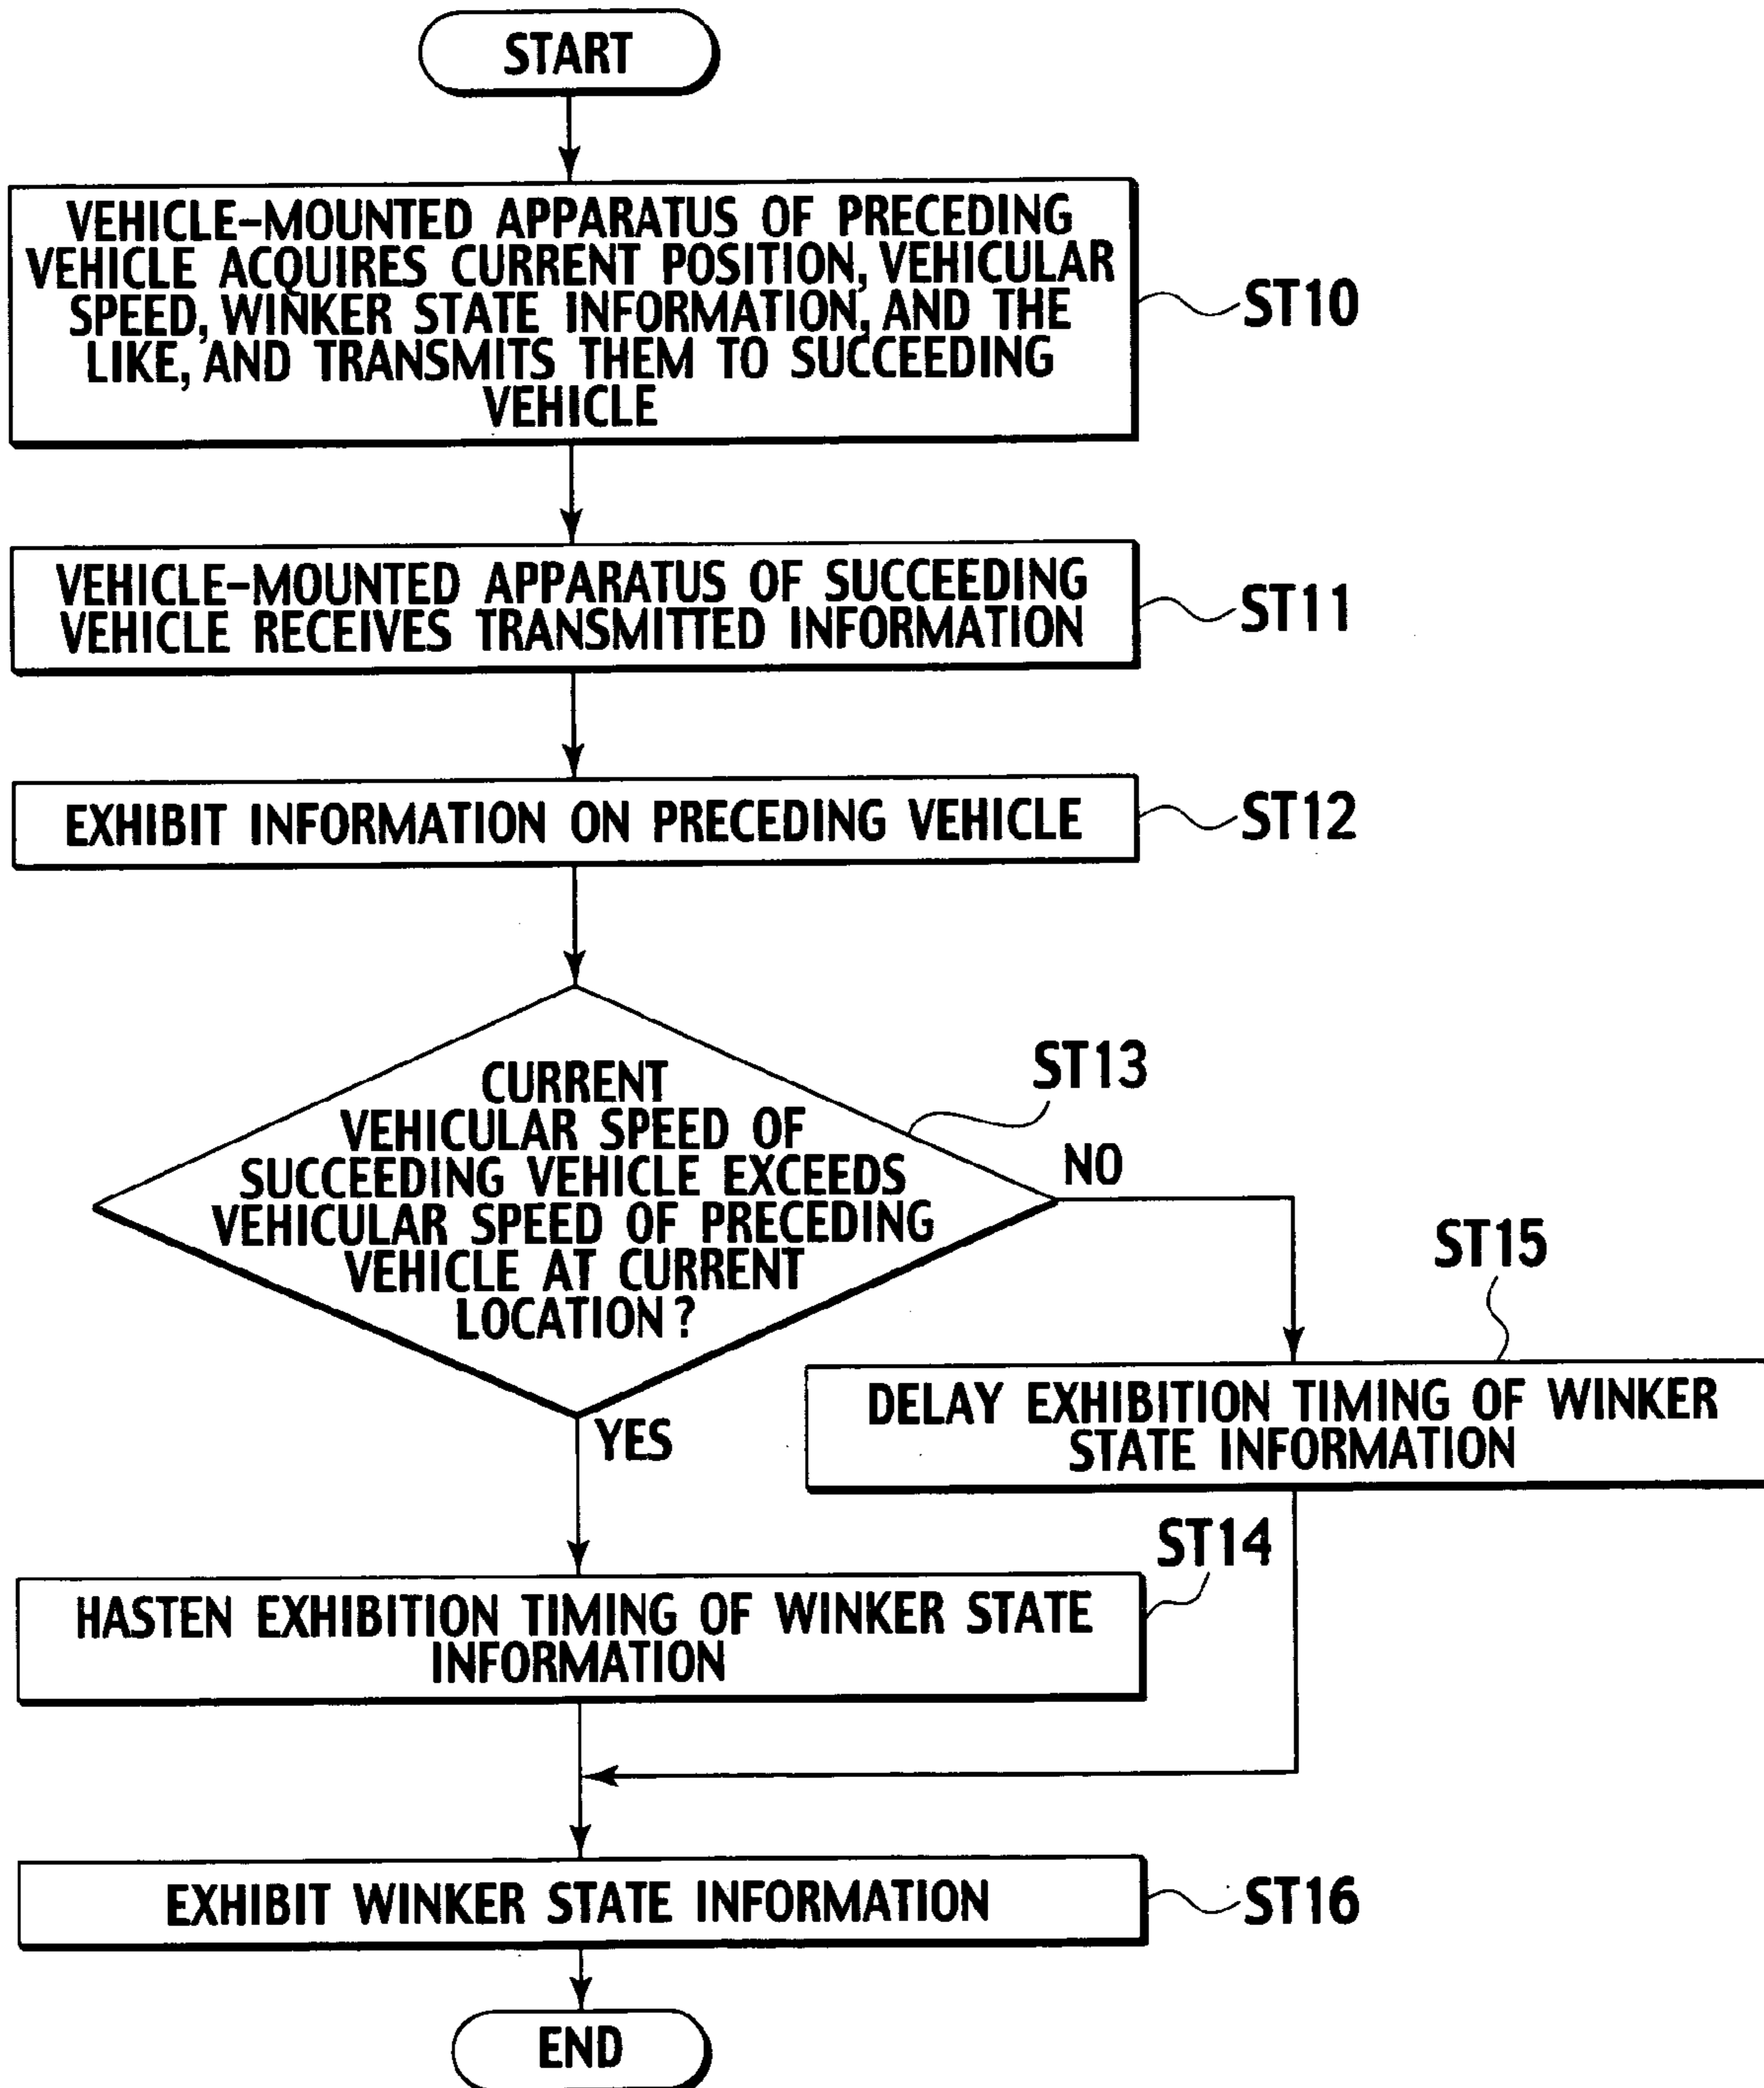 START
VEHICLE-MOUNTED APPARATUS OF PRECEDING
VEHICLE ACQUIRES CURRENT POSITION, VEHICULAR
SPEED, WINKER STATE INFORMATION, AND THE
LIKE, AND TRANSMITS THEM TO SUCCEEDING
VEHICLE
ST10
VEHICLE-MOUNTED APPARATUS OF SUCCEEDING
VEHICLE RECEIVES TRANSMITTED INFORMATION
ST11
EXHIBIT INFORMATION ON PRECEDING VEHICLE
ST12
CURRENT
VEHICULAR SPEED OF
SUCCEEDING VEHICLE EXCEEDS
VEHICULAR SPEED OF PRECEDING
VEHICLE AT CURRENT
LOCATION?
ST13
NO
YES
ST15
DELAY EXHIBITION TIMING OF WINKER
STATE INFORMATION
ST14
HASTEN EXHIBITION TIMING OF WINKER STATE
INFORMATION
EXHIBIT WINKER STATE INFORMATION
ST16
END